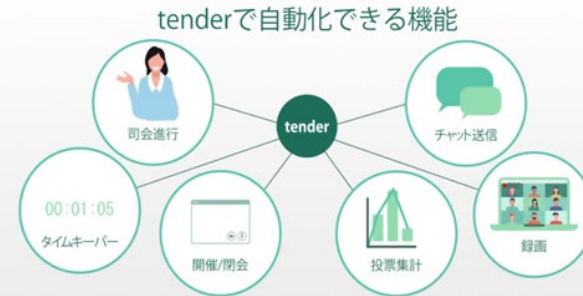 tenderで自動化できる機能
司会進行
tender
チャット送信
00:01:05
タイムキーパー
開催/閉会
投票集計
録画